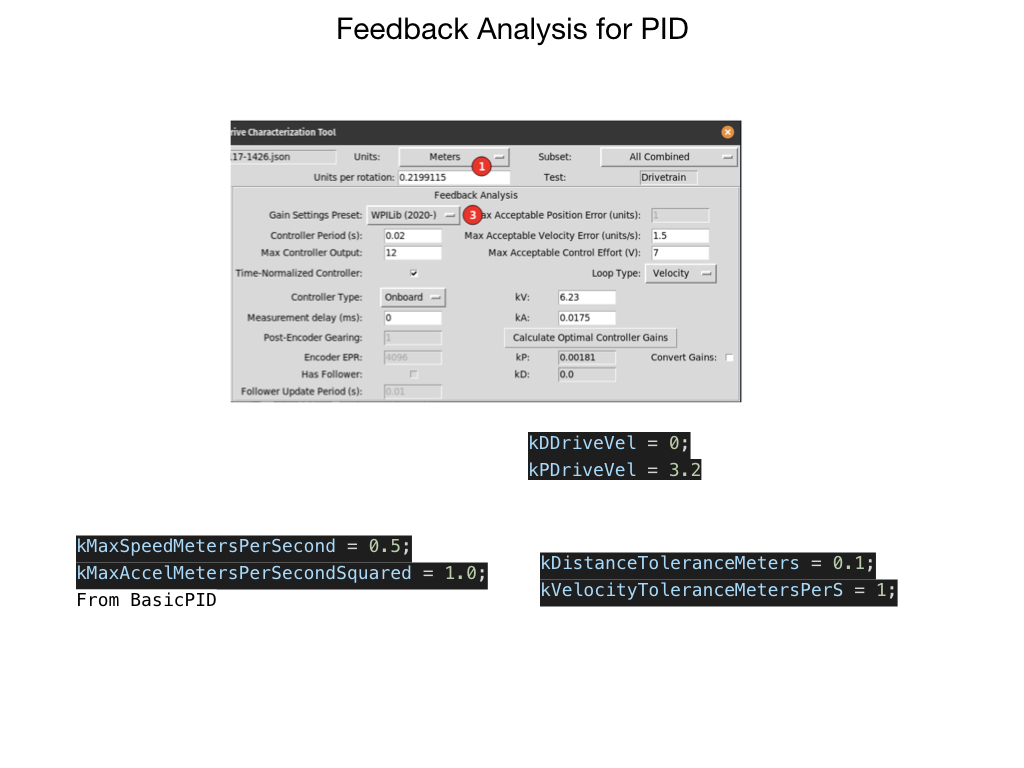 Feedback Analysis for PID
rive Characterization Tool
.17-1426.json Units: Meters 1 Subset: All Combined
Units per rotation: 0.2199115 Test: Drivetrain
Feedback Analysis
Gain Settings Preset: WPILib (2020-) 3 ax Acceptable Position Error (units): 1
Controller Period (s): 0.02 Max Acceptable Velocity Error (units/s): 1.5
Max Controller Output: 12 Max Acceptable Control Effort (V): 7
Time-Normalized Controller: Loop Type: Velocity
Controller Type: Onboard kV: 6.23
Measurement delay (ms): 0 kA: 0.0175
Post-Encoder Gearing: 1 Calculate Optimal Controller Gains
Encoder EPR: 4096 kP: 0.00181 Convert Gains:
Has Follower: kD: 0.0
Follower Update Period (s): 0.01
kDDriveVel = 0;
kPDriveVel = 3.2
kMaxSpeedMetersPerSecond = 0.5;
kMaxAccelMetersPerSecondSquared = 1.0;
From BasicPID
kDistanceToleranceMeters = 0.1;
kVelocityToleranceMetersPerS = 1;